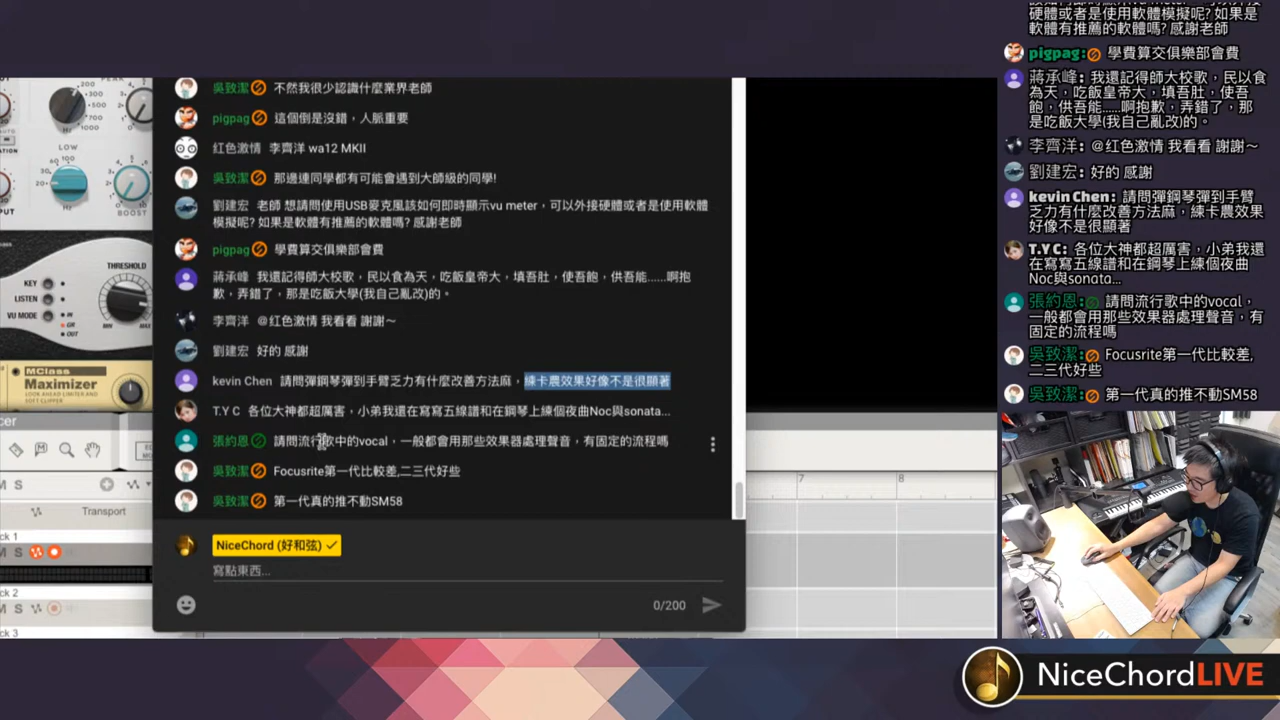 吳致潔 不然我很少認識什麼業界老師
pigpag 這個倒是沒錯，人脈重要
红色激情 李齊洋 wa12 MKII
吳致潔 那邊連同學都有可能會遇到大師級的同學!
劉建宏 老師 想請問使用USB麥克風該如何即時顯示vu meter，可以外接硬體或者是使用軟體
模擬呢? 如果是軟體有推薦的軟體嗎? 感謝老師
pigpag 學費算交俱樂部會費
蔣承峰 我還記得師大校歌，民以食為天，吃飯皇帝大，填吾肚，使吾飽，供吾能......啊抱
歉，弄錯了，那是吃飯大學(我自己亂改)的。
李齊洋 @红色激情 我看看 謝謝～
劉建宏 好的 感謝
kevin Chen 請問彈鋼琴彈到手臂乏力有什麼改善方法麻，練卡農效果好像不是很顯著
T.Y C 各位大神都超厲害，小弟我還在寫寫五線譜和在鋼琴上練個夜曲Noc與sonata...
張約恩 請問流行歌中的vocal，一般都會用那些效果器處理聲音，有固定的流程嗎
吳致潔 Focusrite第一代比較差,二三代好些
吳致潔 第一代真的推不動SM58
NiceChord (好和弦)
寫點東西...
0/200
硬體或者是使用軟體模擬呢? 如果是
軟體有推薦的軟體嗎? 感謝老師
pigpag: 學費算交俱樂部會費
蔣承峰: 我還記得師大校歌，民以食
為天，吃飯皇帝大，填吾肚，使吾
飽，供吾能......啊抱歉，弄錯了，那
是吃飯大學(我自己亂改)的。
李齊洋: @红色激情 我看看 謝謝～
劉建宏: 好的 感謝
kevin Chen: 請問彈鋼琴彈到手臂
乏力有什麼改善方法麻，練卡農效果
好像不是很顯著
T.Y C: 各位大神都超厲害，小弟我還
在寫寫五線譜和在鋼琴上練個夜曲
Noc與sonata...
張約恩: 請問流行歌中的vocal，
一般都會用那些效果器處理聲音，有
固定的流程嗎
吳致潔: Focusrite第一代比較差,
二三代好些
吳致潔: 第一代真的推不動SM58
LOW
BOOST
THRESHOLD
KEY
LISTEN
VU MODE
IN
GR
OUT
MIN
MAX
MClass
Maximizer
M S
Transport
M S
M S
7
8
NiceChordLIVE